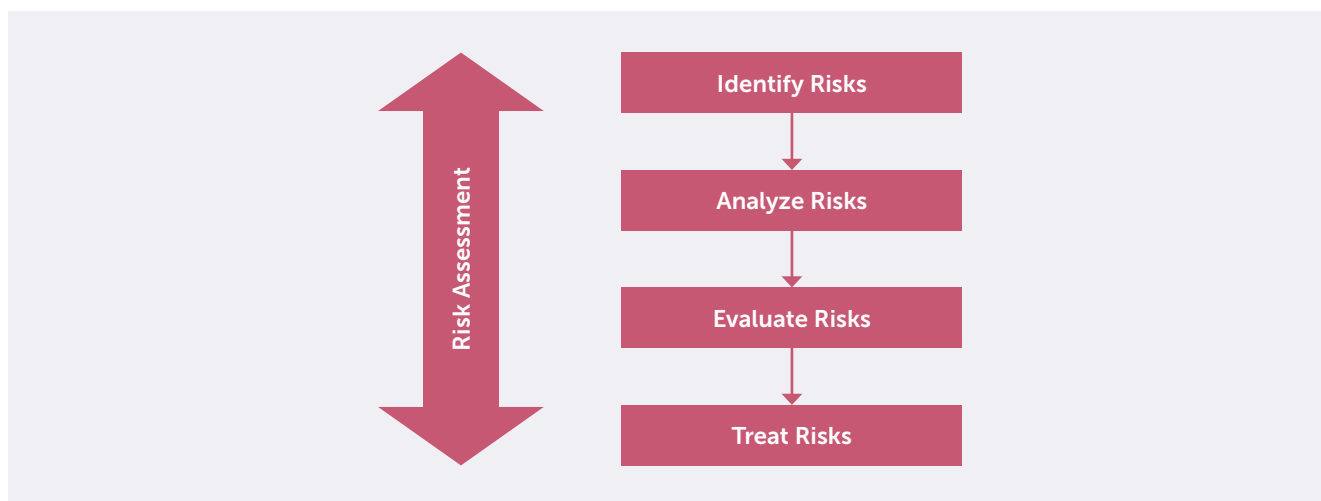 Risk Assessment
Identify Risks
Analyze Risks
Evaluate Risks
Treat Risks